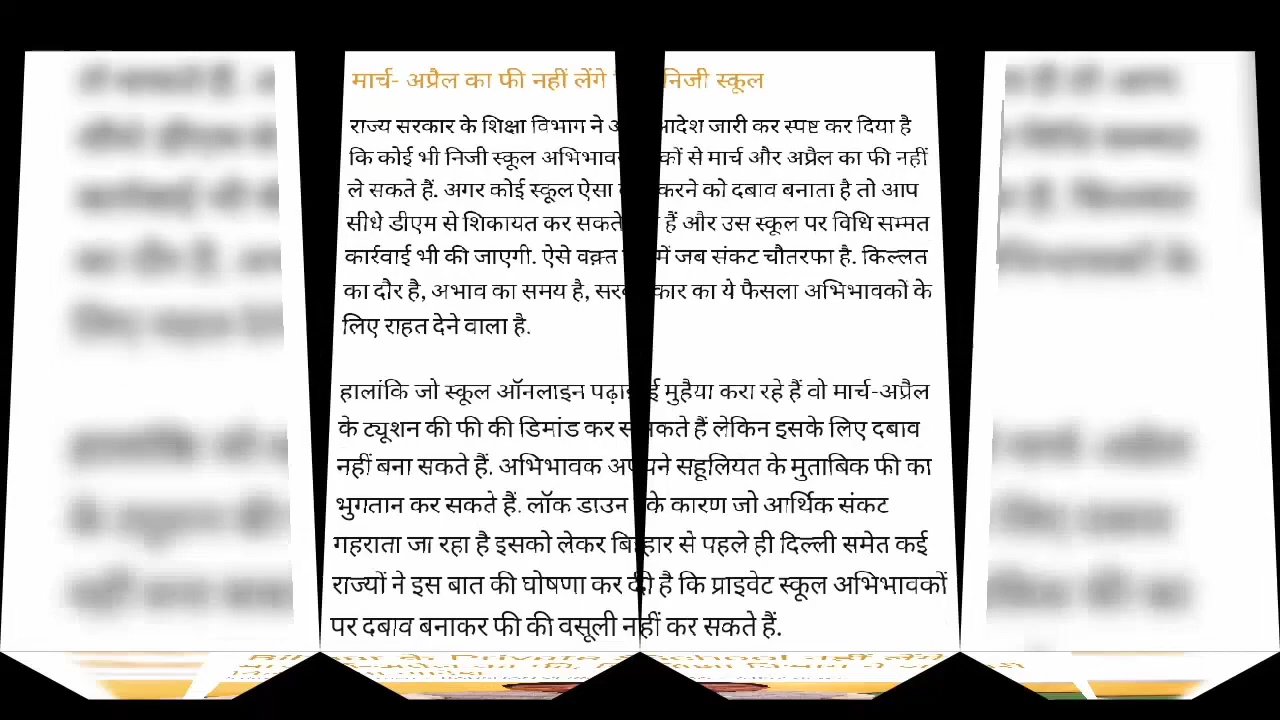 मार्च- अप्रैल का फी नहीं लेंगे निजी स्कूल
राज्य सरकार के शिक्षा विभाग ने आदेश जारी कर स्पष्ट कर दिया है
कि कोई भी निजी स्कूल अभिभावकों से मार्च और अप्रैल का फी नहीं
ले सकते हैं. अगर कोई स्कूल ऐसा करने को दबाव बनाता है तो आप
सीधे डीएम से शिकायत कर सकते हैं और उस स्कूल पर विधि सम्मत
कार्रवाई भी की जाएगी. ऐसे वक़्त में जब संकट चौतरफा है. किल्लत
का दौर है, अभाव का समय है, सरकार का ये फैसला अभिभावकों के
लिए राहत देने वाला है.
हालांकि जो स्कूल ऑनलाइन पढ़ाई मुहैया करा रहे हैं वो मार्च-अप्रैल
के ट्यूशन की फी की डिमांड कर सकते हैं लेकिन इसके लिए दबाव
नहीं बना सकते हैं. अभिभावक अपने सहूलियत के मुताबिक फी का
भुगतान कर सकते हैं. लॉक डाउन के कारण जो आर्थिक संकट
गहराता जा रहा है इसको लेकर बिहार से पहले ही दिल्ली समेत कई
राज्यों ने इस बात की घोषणा कर दी है कि प्राइवेट स्कूल अभिभावकों
पर दबाव बनाकर फी की वसूली नहीं कर सकते हैं.